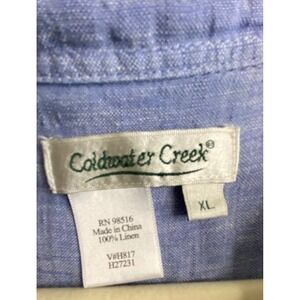 Coldwater Creek®
XL
RN 98516
Made in China
100% Linen
V#H817
H27231